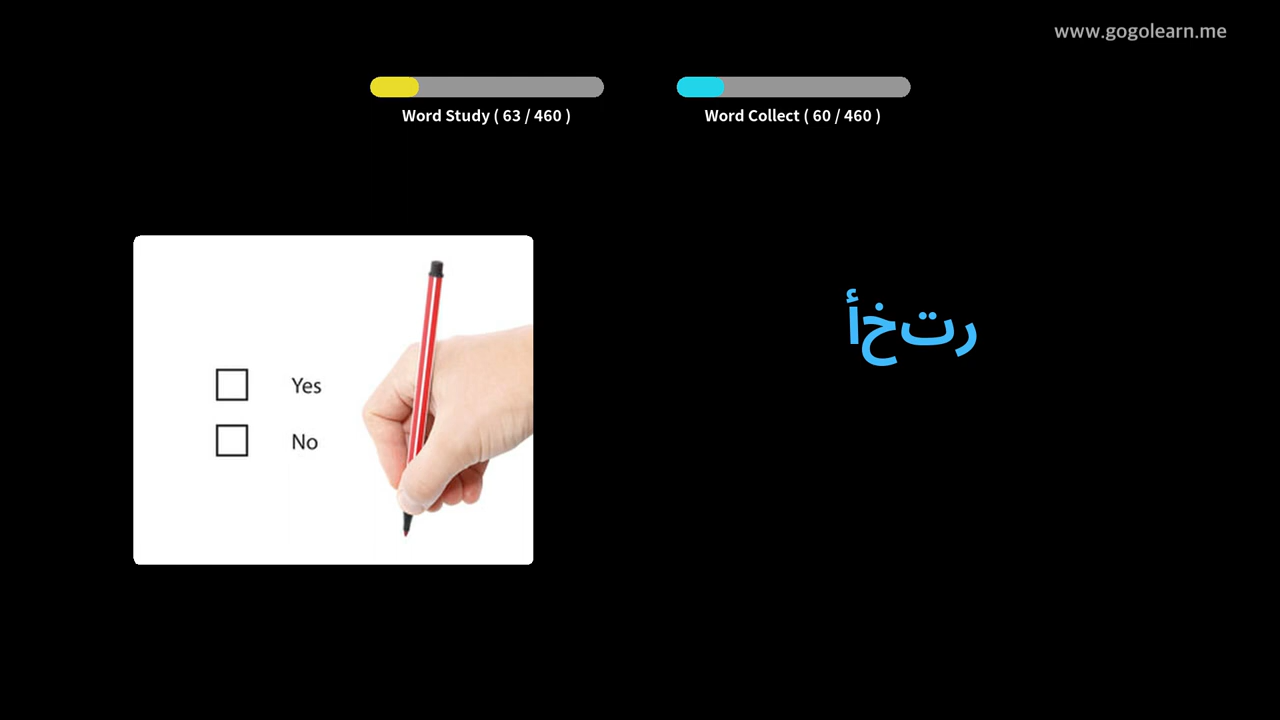 www.gogolearn.me
Word Study ( 63 / 460 )
Word Collect ( 60 / 460 )
Yes
No
رتخأ